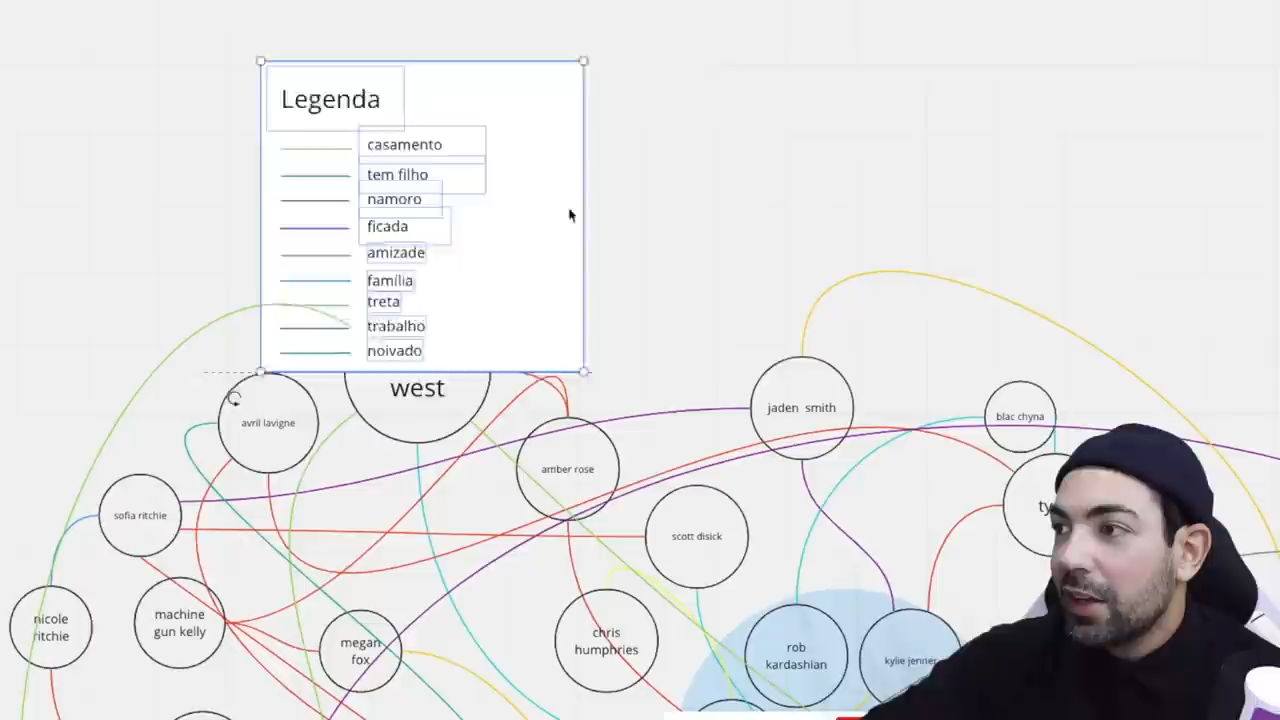 Legenda
casamento
tem filho
namoro
ficada
amizade
família
treta
trabalho
noivado
west
avril lavigne
jaden smith
blac chyna
amber rose
sofia ritchie
ty
scott disick
nicole
ritchie
machine
gun kelly
megan
fox
chris
humphries
rob
kardashian
kylie jenner